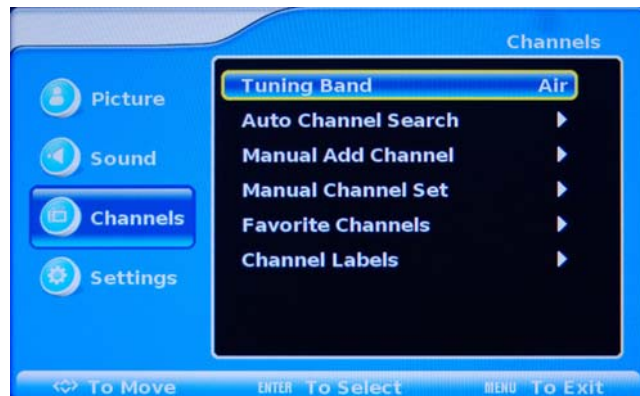 Channels
Picture
Sound
Channels
Settings
Tuning Band Air
Auto Channel Search
Manual Add Channel
Manual Channel Set
Favorite Channels
Channel Labels
To Move ENTER To Select MENU To Exit